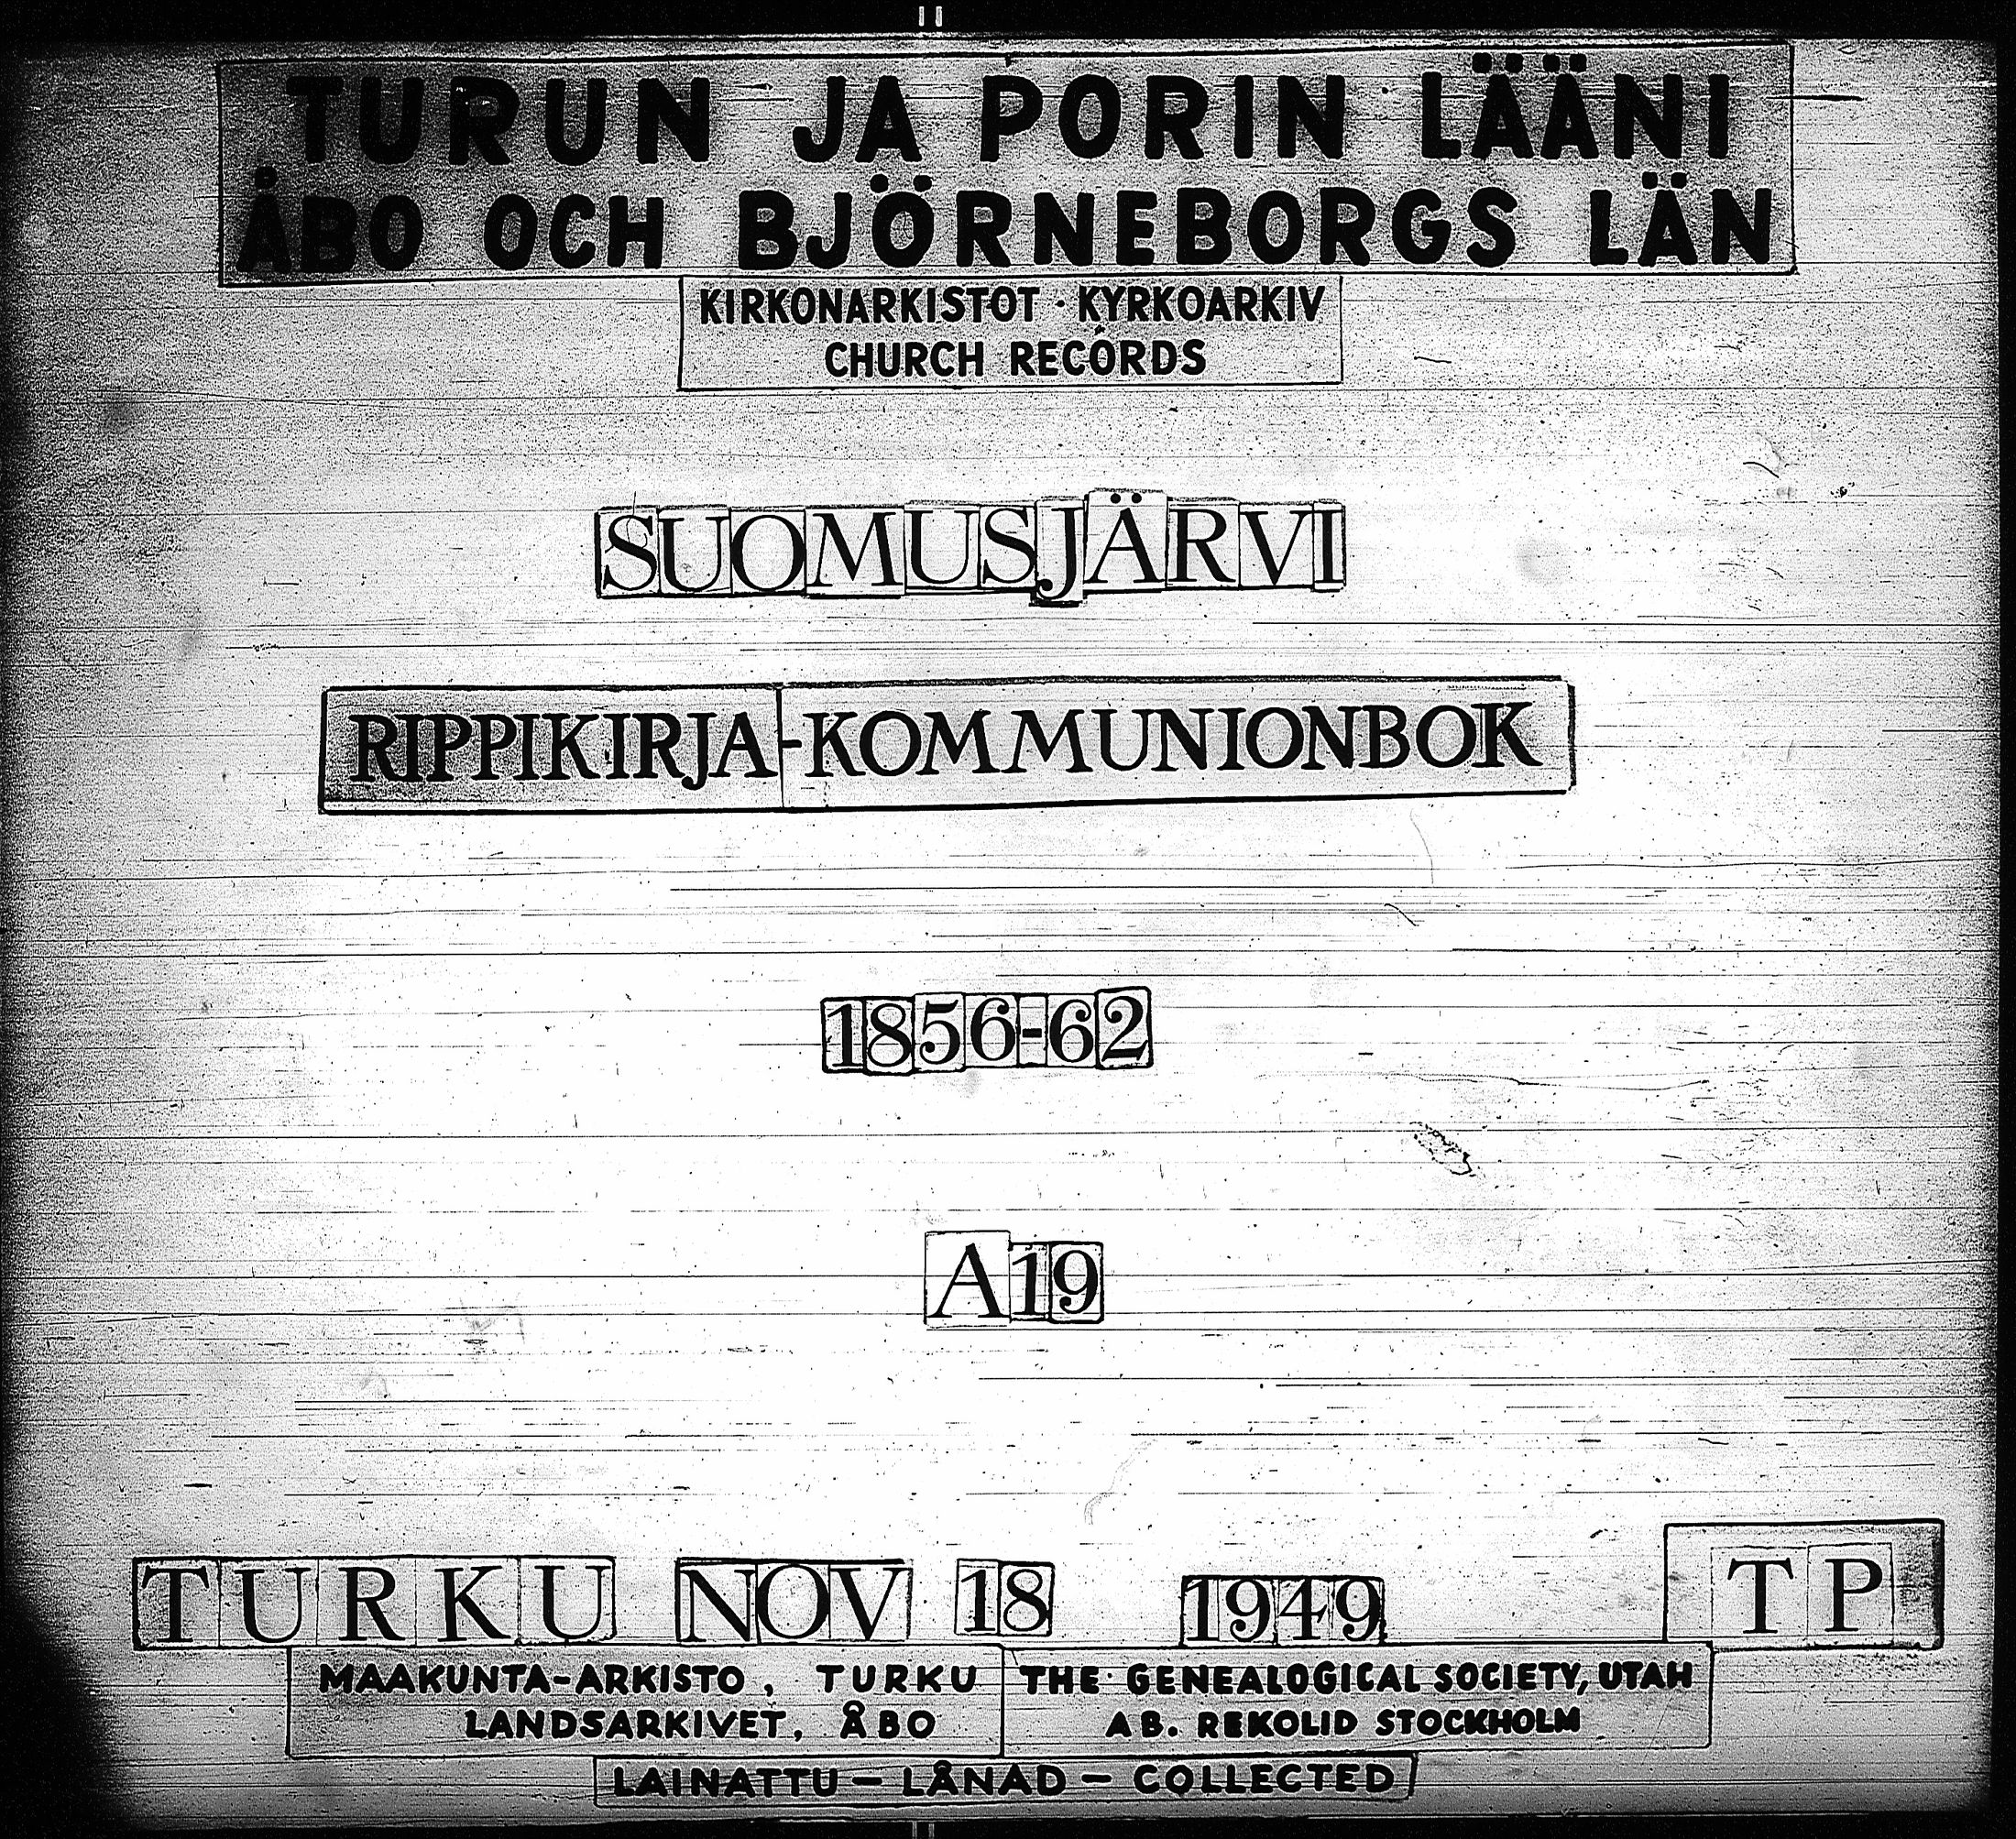 TURUN JA PORIN LÄÄNI
ÅBO OCH BJÖRNEBORGS LÄN
KIRKONARKISTOT · KYRKOARKIV
CHURCH RECORDS
SUOMUSJÄRVI
RIPPIKIRJA-KOMMUNIONBOK
1856-62
A19
TURKU NOV 18 1949 TP
MAAKUNTA-ARKISTO, TURKU
LANDSARKIVET, ÅBO
THE GENEALOGICAL SOCIETY, UTAH
AB. REKOLID STOCKHOLM
LAINATTU - LÅNAD - COLLECTED